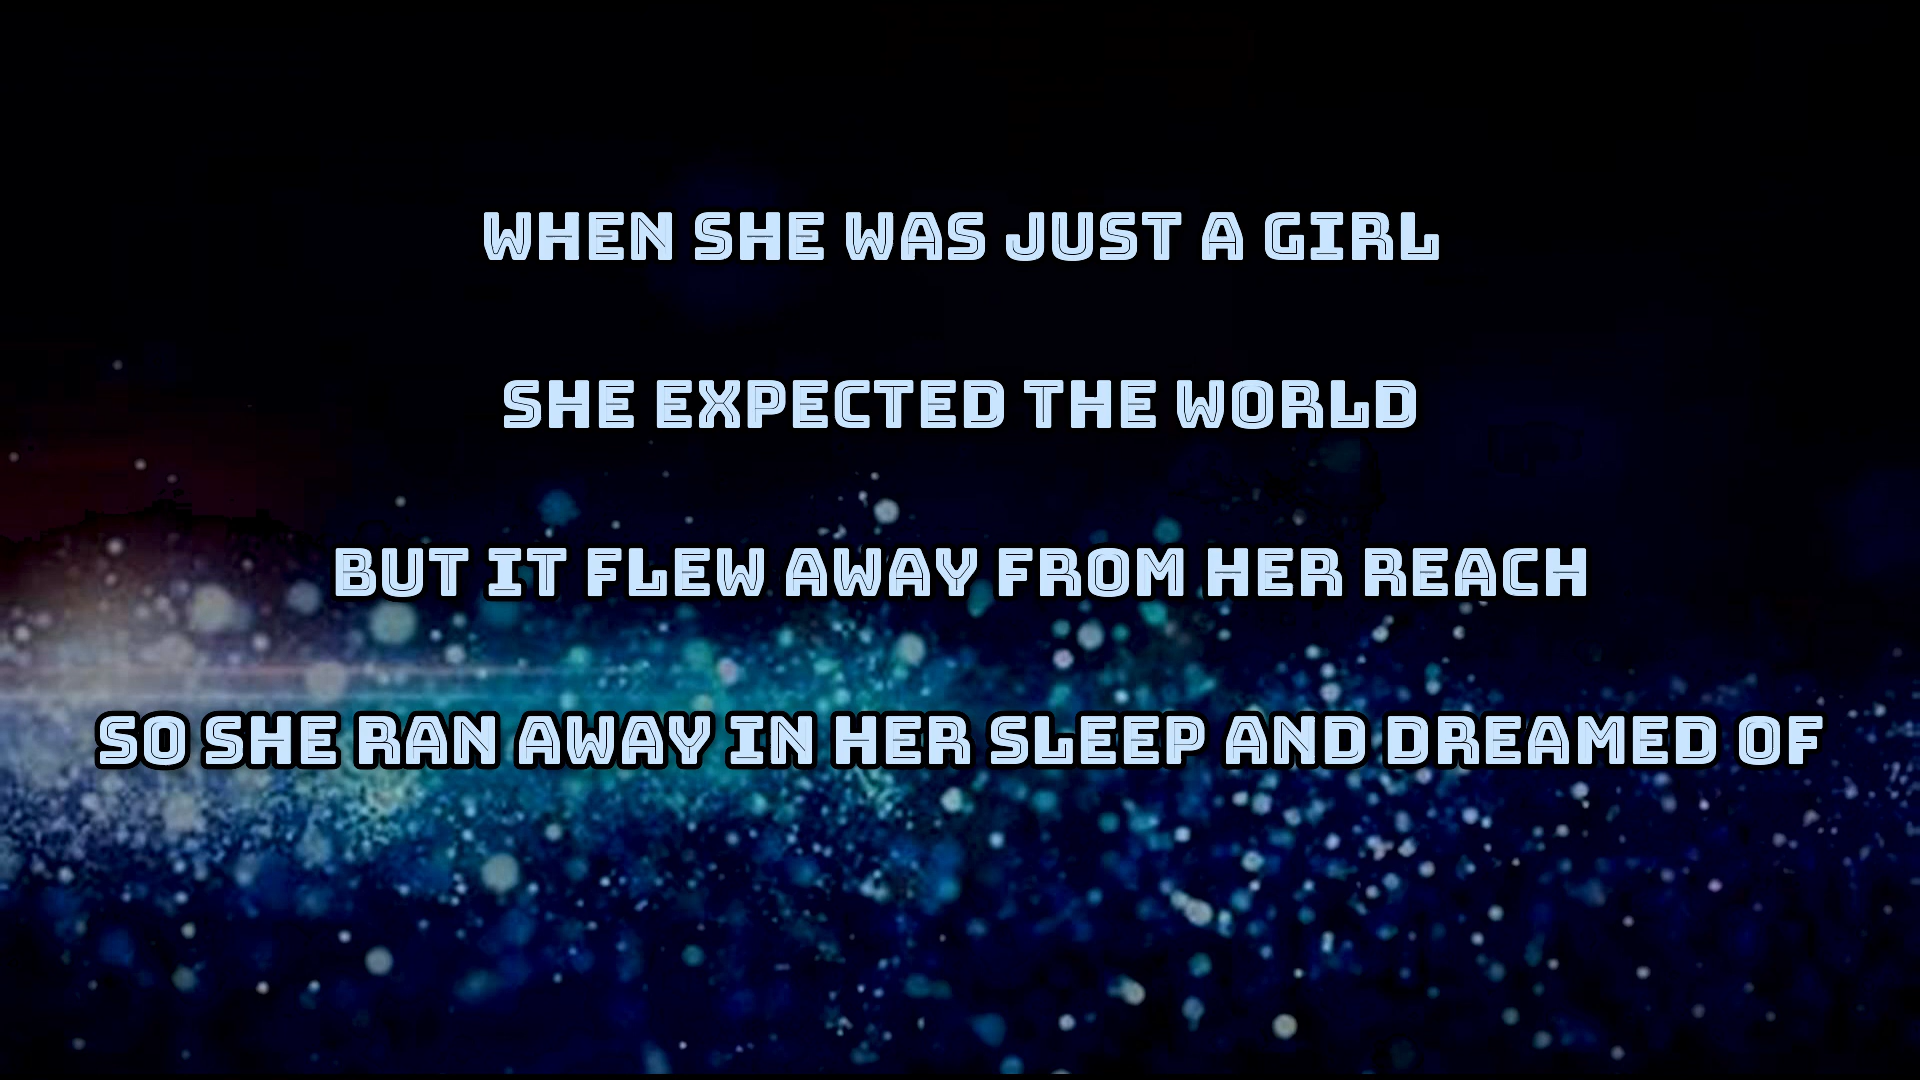 WHEN SHE WAS JUST A GIRL
SHE EXPECTED THE WORLD
BUT IT FLEW AWAY FROM HER REACH
SO SHE RAN AWAY IN HER SLEEP AND DREAMED OF